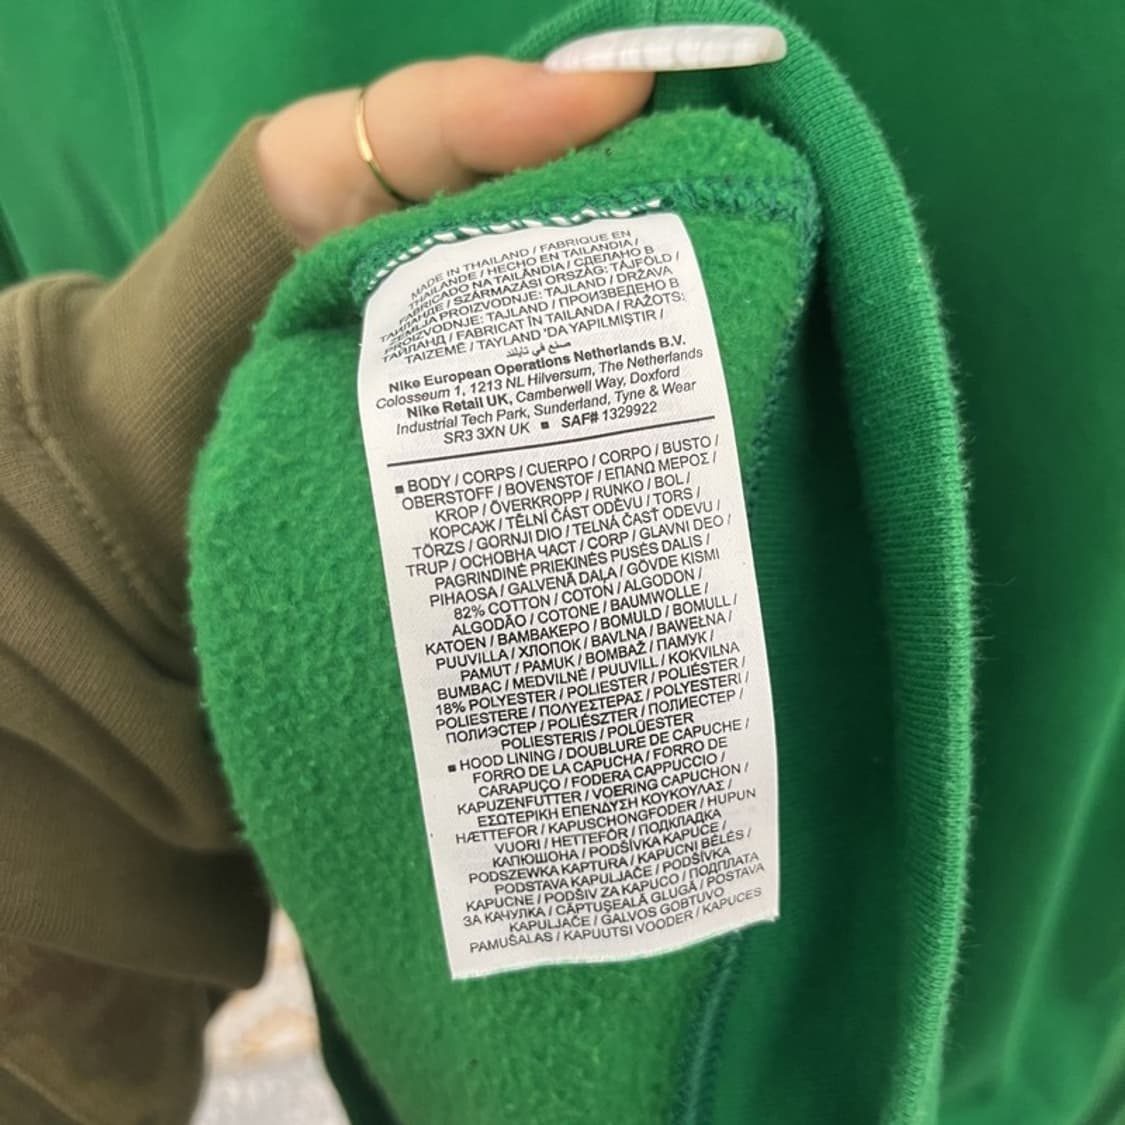 MADE IN THAILAND / FABRIQUE EN
THAILANDE / HECHO EN TAILANDIA /
FABRICADO NA TAILÂNDIA / СДЕЛАНО В
ТАИЛАНДЕ / SZÁRMAZÁSI ORSZÁG: TAJFÖLD /
ZEMLJA PROIZVODNJE: TAJLAND / DRŽAVA
PROIZVODNJE: TAJLAND / ПРОИЗВЕДЕНО В
ТАЙЛАНД / FABRICAT ÎN TAILANDA / RAŽOTS:
TAIZEMĒ / TAYLAND 'DA YAPILMIŞTIR /
صنع في تايلند
Nike European Operations Netherlands B.V.
Colosseum 1, 1213 NL Hilversum, The Netherlands
Nike Retail UK, Camberwell Way, Doxford
Industrial Tech Park, Sunderland, Tyne & Wear
SR3 3XN UK ■ SAF# 1329922
■ BODY / CORPS / CUERPO / CORPO / BUSTO /
OBERSTOFF / BOVENSTOF / ΕΠΑΝΩ ΜΕΡΟΣ /
KROP / ÖVERKROPP / RUNKO / BOL /
КОРСАЖ / TĚLNÍ ČÁST ODĚVU / TORS /
TÖRZS / GORNJI DIO / TELNÁ ČASŤ ODEVU /
TRUP / ОСНОВНА ЧАСТ / CORP / GLAVNI DEO /
PAGRINDINĖ PRIEKINĖS PUSĖS DALIS /
PIHAOSA / GALVENĀ DAĻA / GÖVDE KISMI
82% COTTON / COTON / ALGODON /
ALGODÃO / COTONE / BAUMWOLLE /
KATOEN / ΒΑΜΒΑΚΕΡΟ / BOMULD / BOMULL /
PUUVILLA / ХЛОПОК / BAVLNA / BAWEŁNA /
PAMUT / PAMUK / BOMBAŽ / ПАМУК /
BUMBAC / MEDVILNĖ / PUUVILL / KOKVILNA
18% POLYESTER / POLIESTER / POLIÉSTER /
POLIESTERE / ΠΟΛΥΕΣΤΕΡΑΣ / POLYESTERI /
ПОЛИЭСТЕР / POLIÉSZTER / ПОЛИЕСТЕР /
POLIESTERIS / POLÜESTER
■ HOOD LINING / DOUBLURE DE CAPUCHE /
FORRO DE LA CAPUCHA / FORRO DE
CARAPUÇO / FODERA CAPPUCCIO /
KAPUZENFUTTER / VOERING CAPUCHON /
ΕΣΩΤΕΡΙΚΗ ΕΠΕΝΔΥΣΗ ΚΟΥΚΟΥΛΑΣ /
HÆTTEFOR / KAPUSCHONGFODER / HUPUN
VUORI / HETTEFÔR / ПОДКЛАДКА
КАПЮШОНА / PODŠÍVKA KAPUCE /
PODSZEWKA KAPTURA / KAPUCNI BÉLÉS /
PODSTAVA KAPULJAČE / PODŠÍVKA
KAPUCNE / PODŠIV ZA KAPUCO / ПОДПЛАТА
ЗА КАЧУЛКА / CĂPTUŞEALĂ GLUGĂ / POSTAVA
KAPULJAČE / GALVOS GOBTUVO
PAMUŠALAS / KAPUUTSI VOODER / KAPUCES